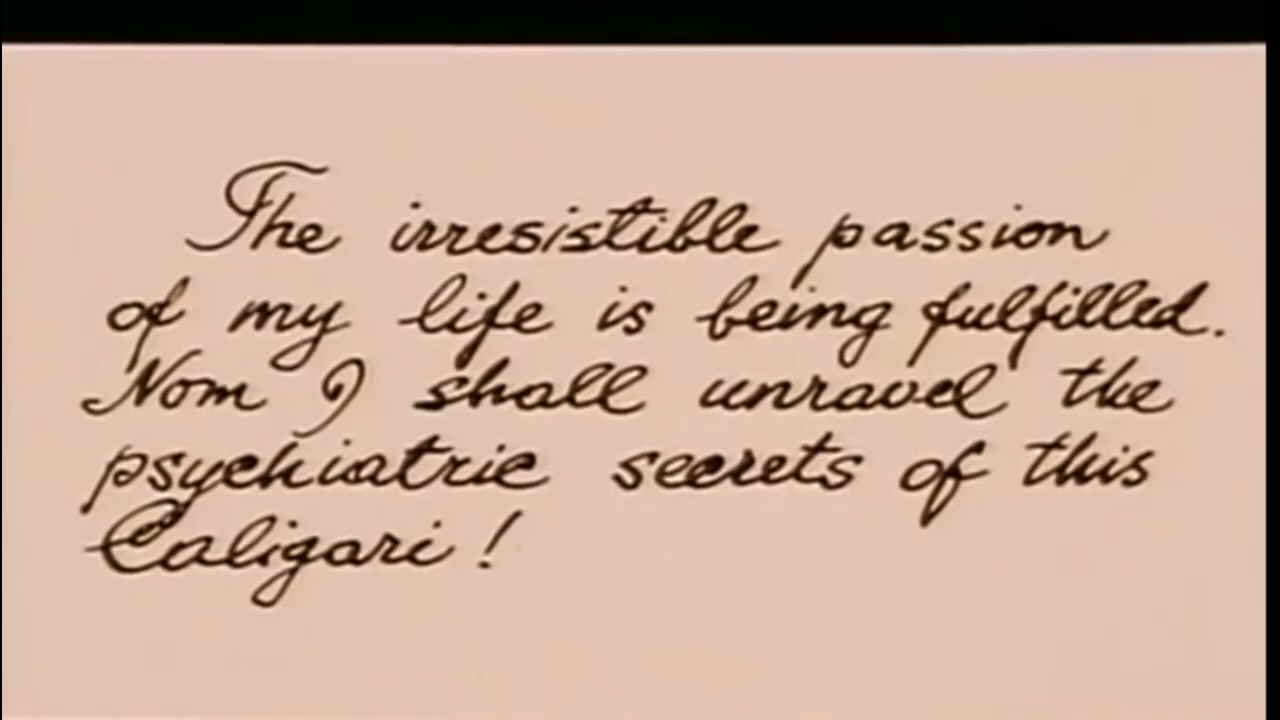 The irresistible passion
of my life is being fulfilled.
Now I shall unravel the
psychiatric secrets of this
Caligari!